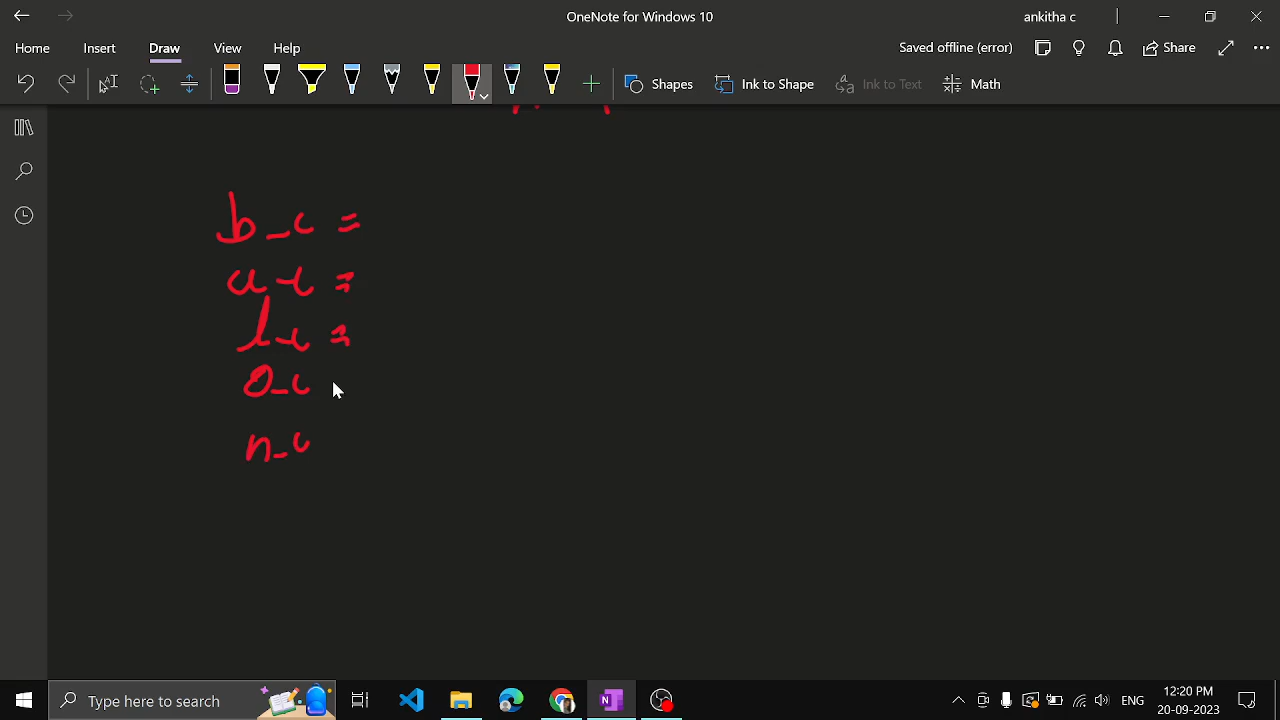 OneNote for Windows 10
ankitha c
Home Insert Draw View Help
Saved offline (error)
Share
Shapes
Ink to Shape
Ink to Text
Math
b_c =
a_c =
l_c =
o_c
n_c
Type here to search
ENG
12:20 PM
20-09-2023